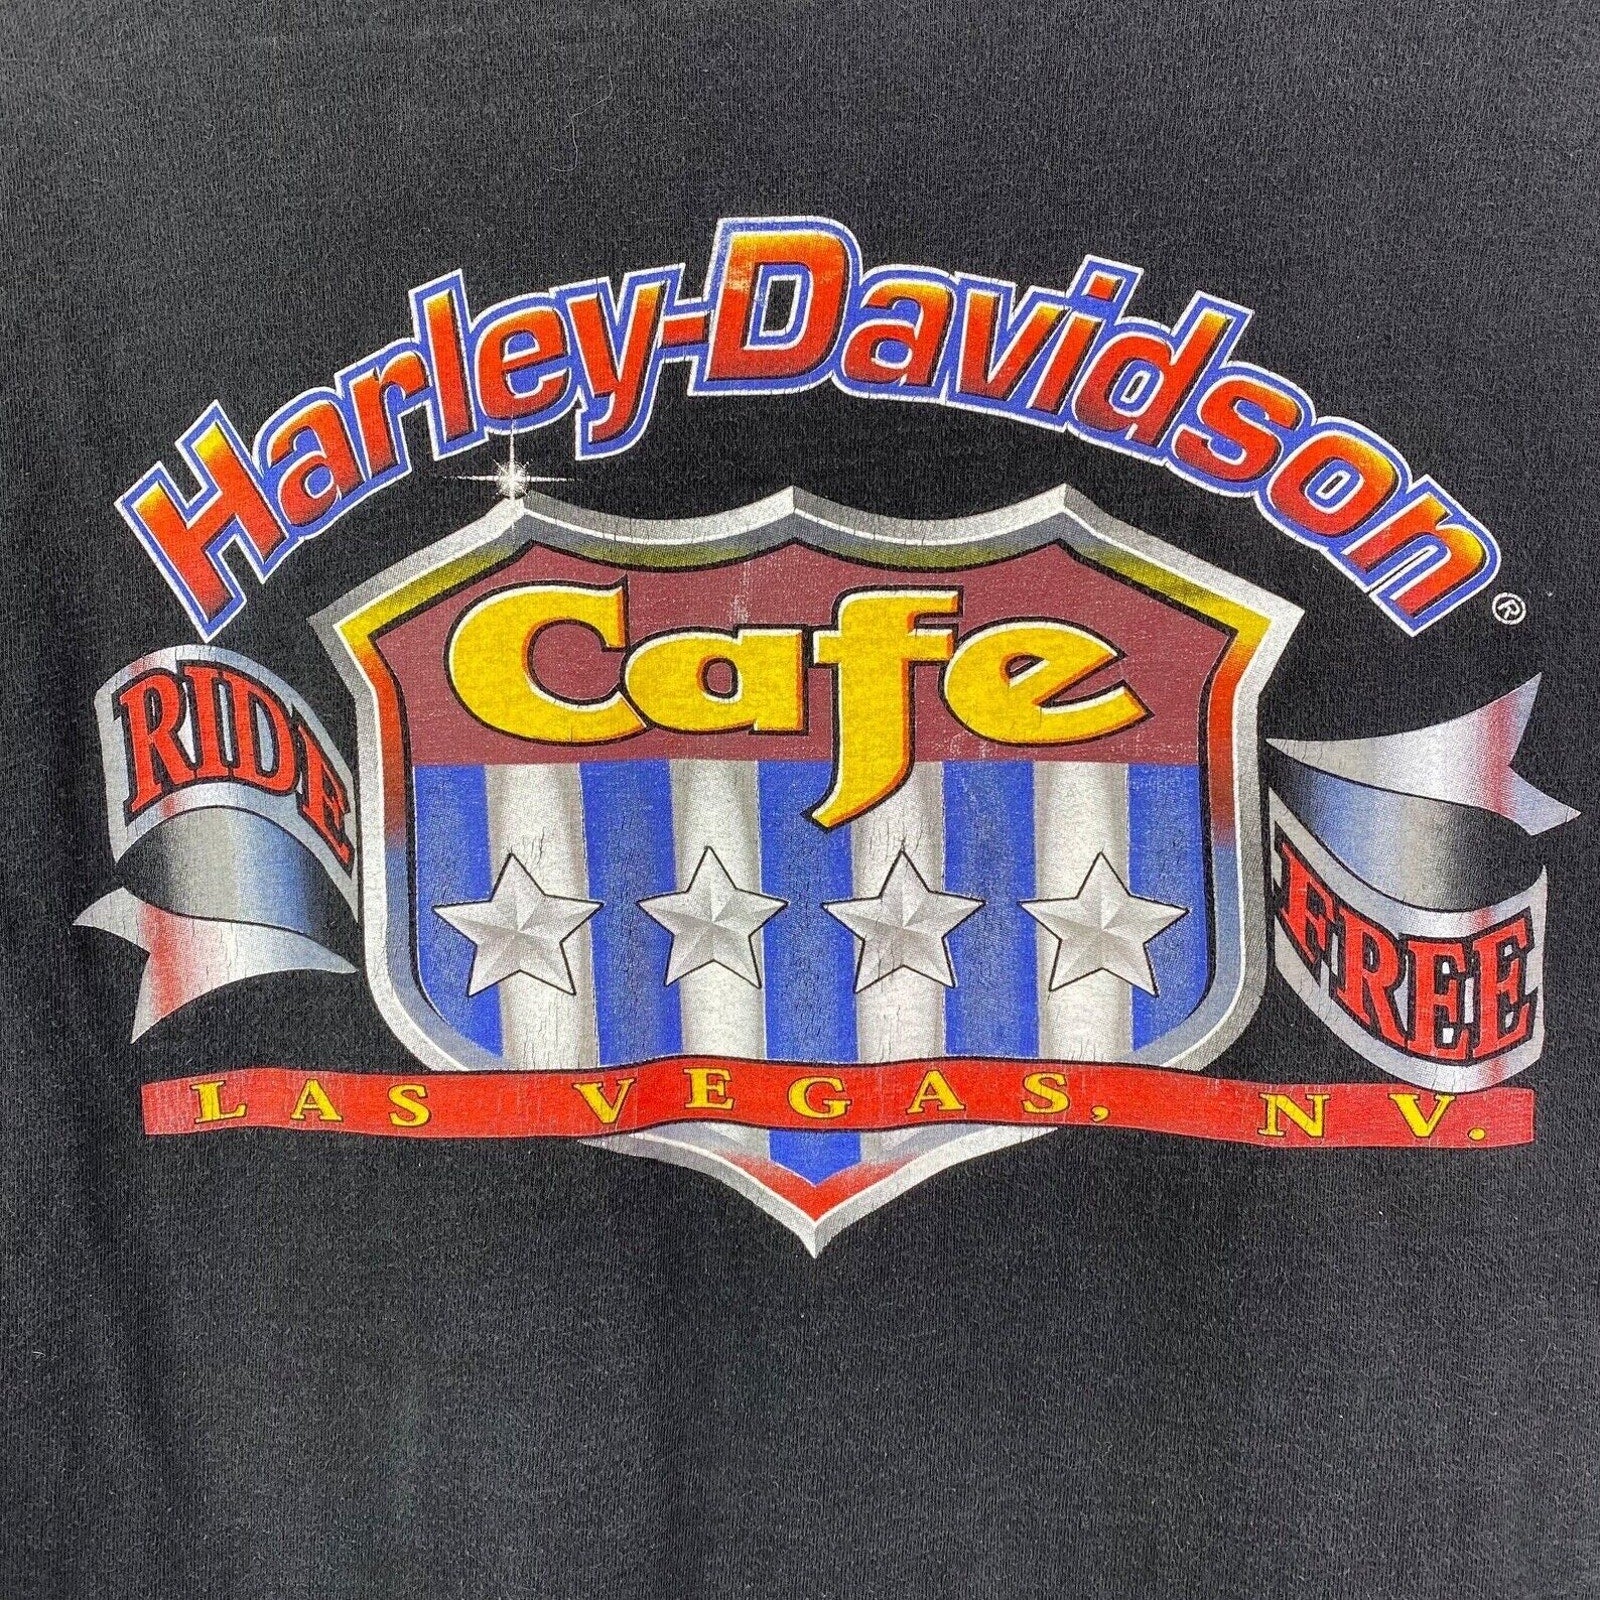 Harley-Davidson®
Cafe
RIDE
FREE
LAS VEGAS, NV.